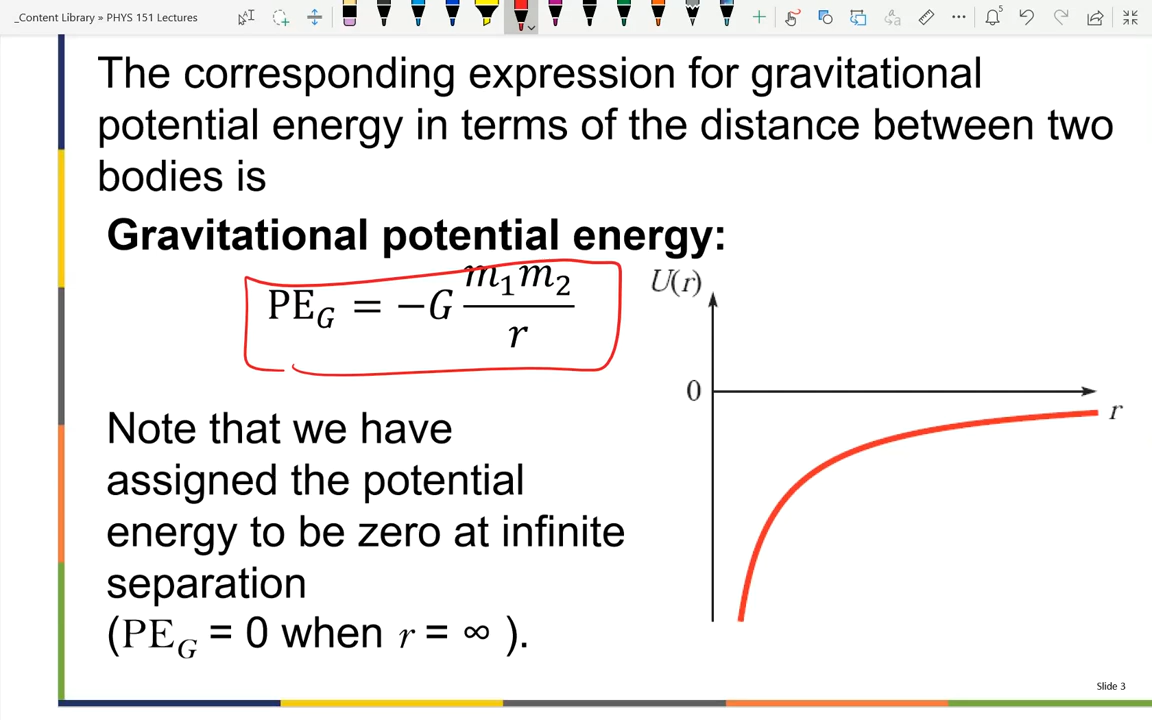 _Content Library » PHYS 151 Lectures
5
The corresponding expression for gravitational
potential energy in terms of the distance between two
bodies is
Gravitational potential energy:
PE_G = −G m₁m₂ / r
U(r)
0
r
Note that we have
assigned the potential
energy to be zero at infinite
separation
(PE_G = 0 when r = ∞ ).
Slide 3